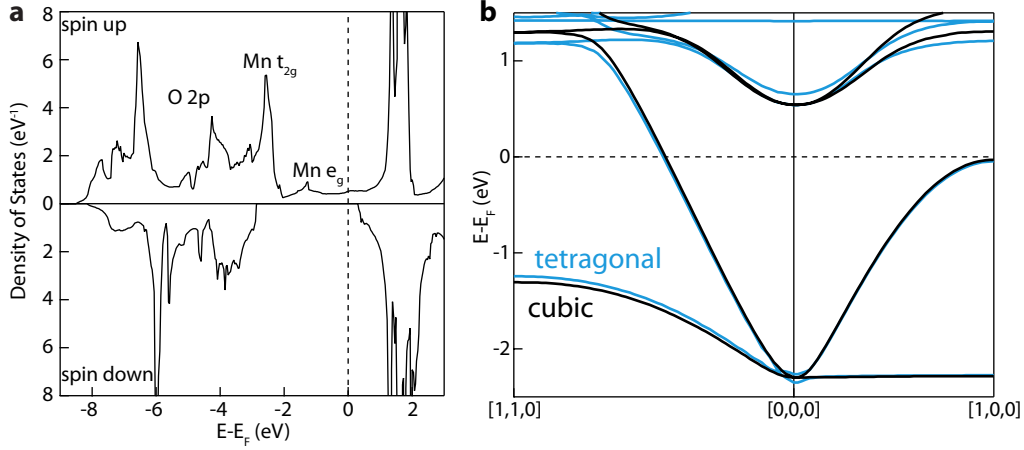 a
spin up
8
6
4
2
0
2
4
6
8
Density of States (eV⁻¹)
O 2p
Mn t₂g
Mn eg
spin down
-8
-6
-4
-2
0
2
E-EF (eV)
b
1
0
-1
-2
E-EF (eV)
tetragonal
cubic
[1,1,0]
[0,0,0]
[1,0,0]